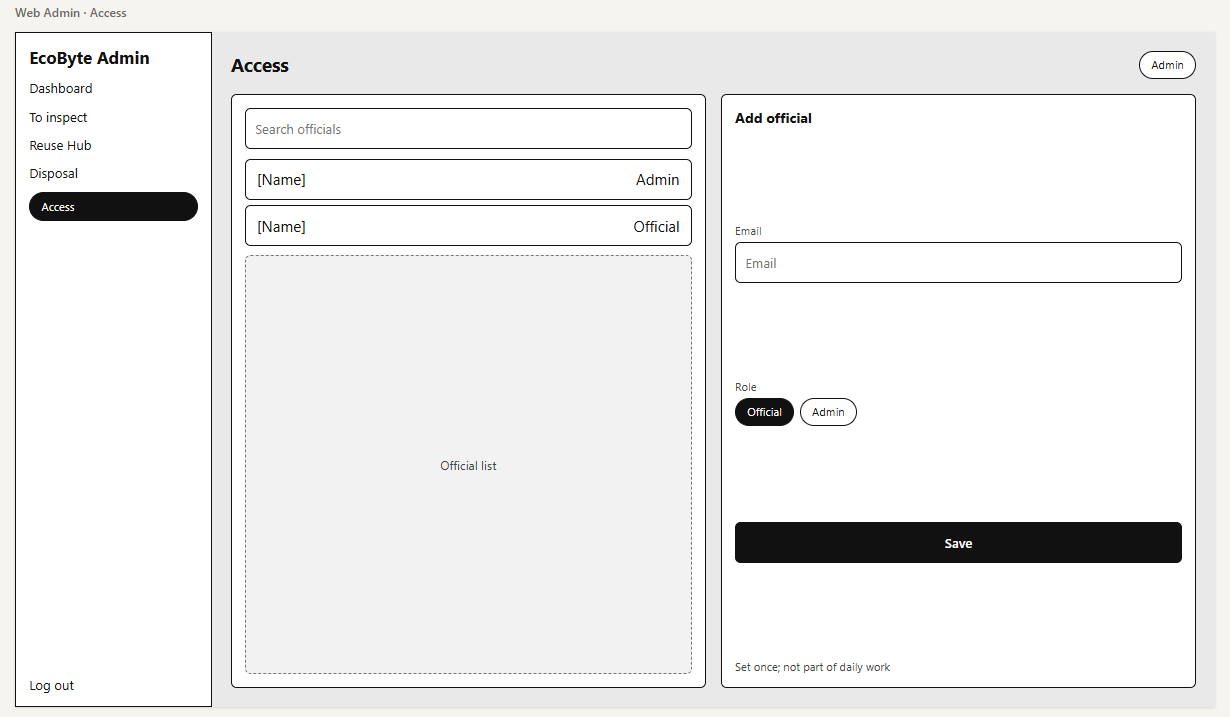 Web Admin · Access
EcoByte Admin
Dashboard
To inspect
Reuse Hub
Disposal
Access
Log out
Access
Admin
Search officials
[Name] Admin
[Name] Official
Official list
Add official
Email
Email
Role
Official Admin
Save
Set once; not part of daily work